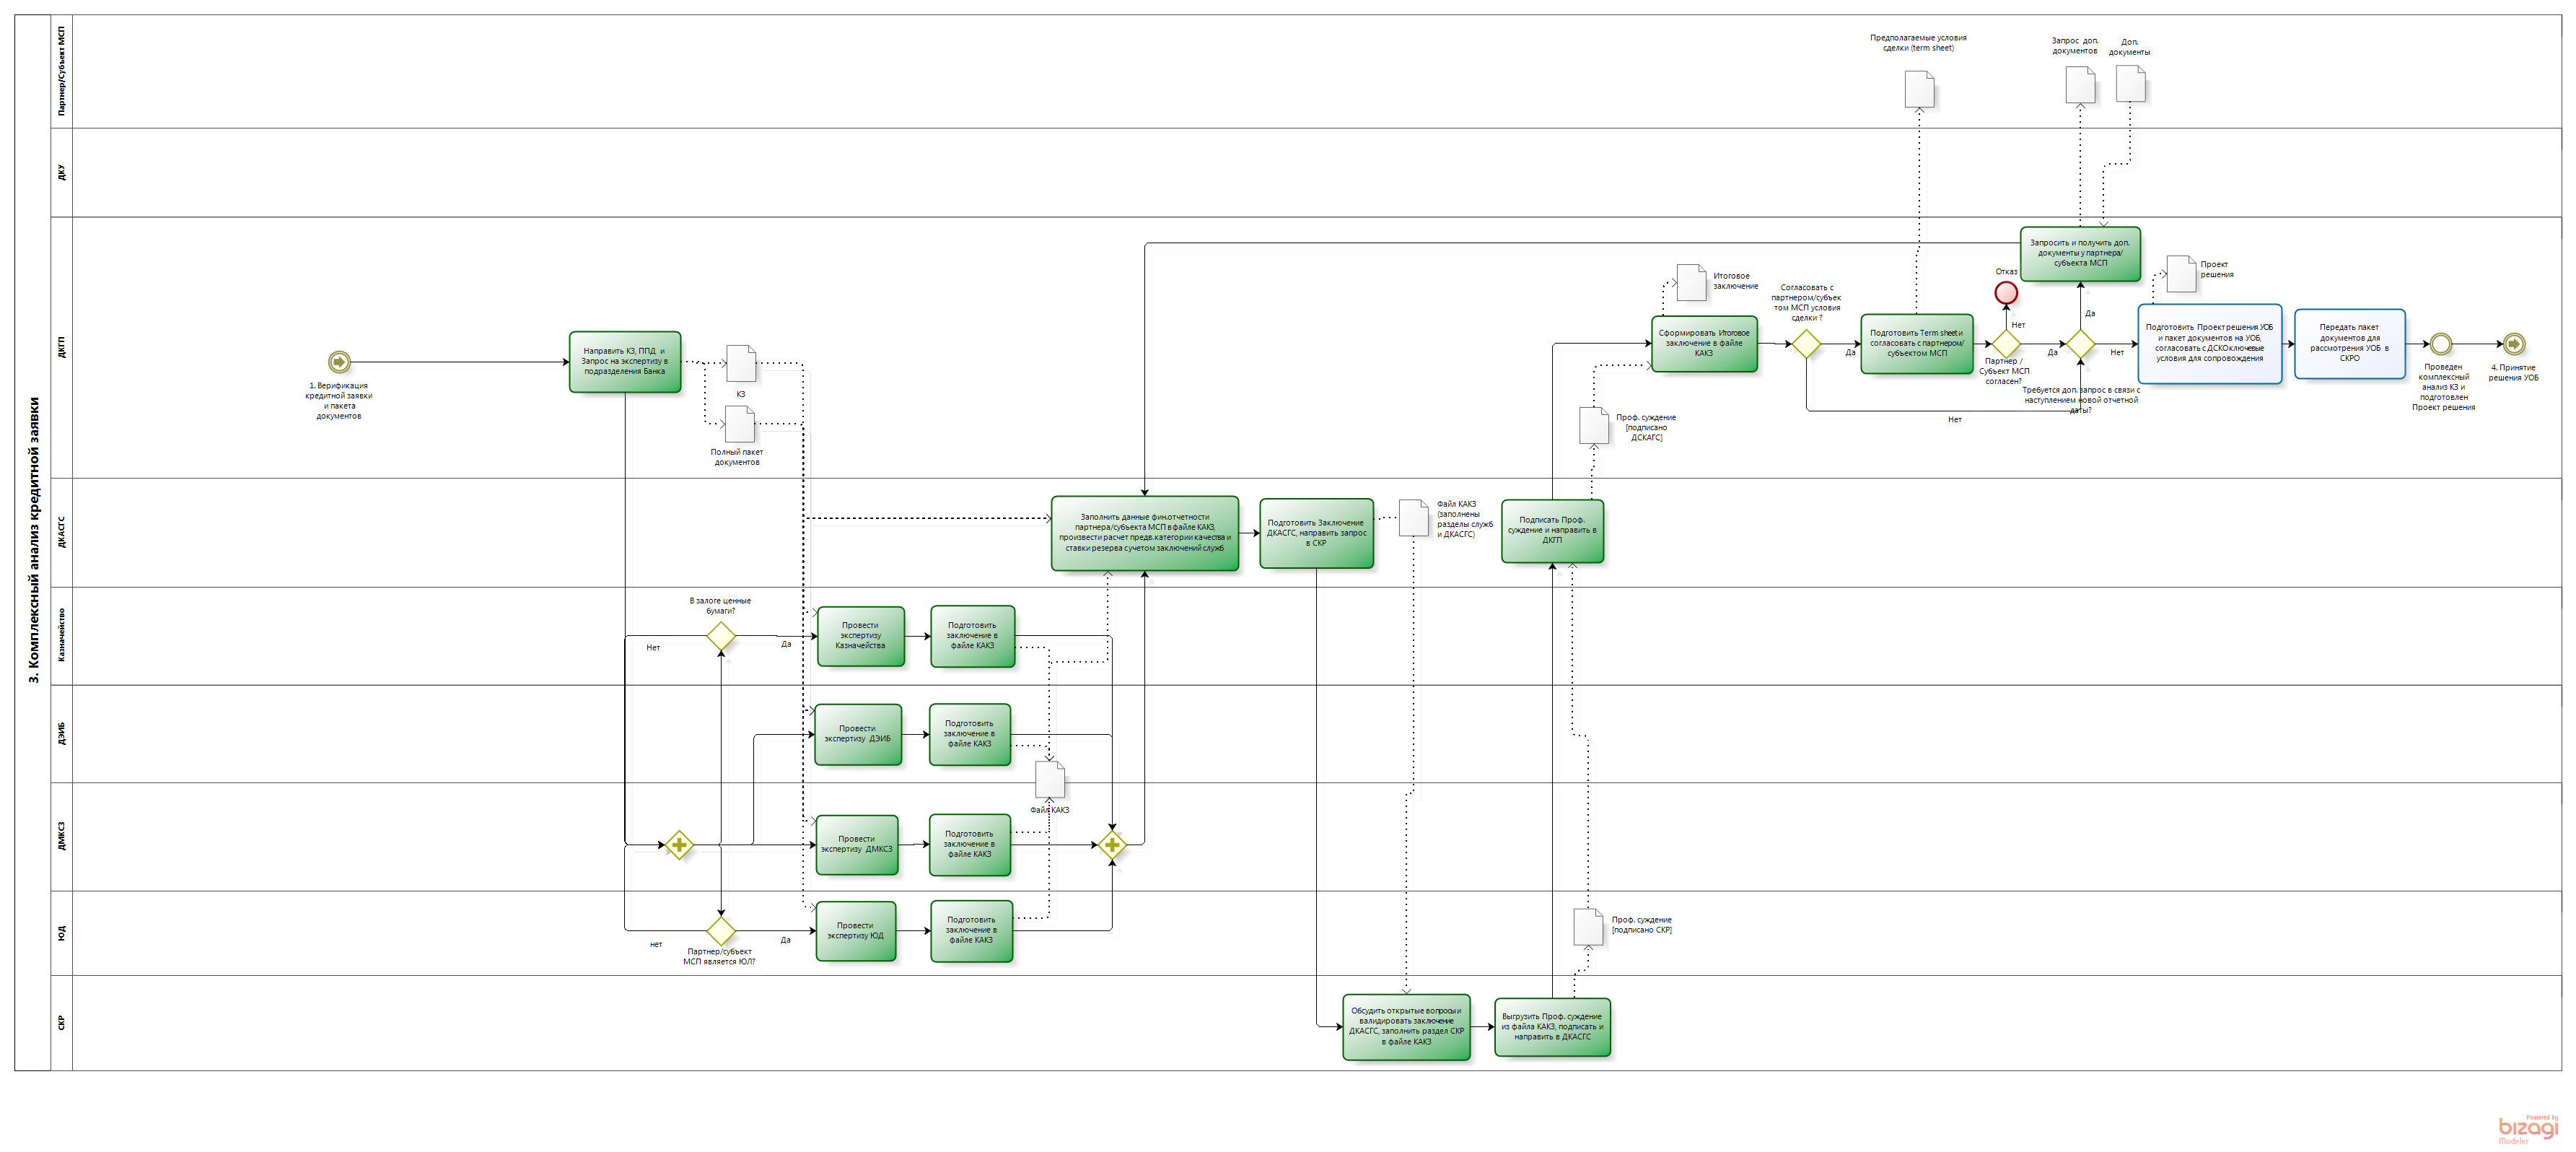 3. Комплексный анализ кредитной заявки
Партнер/Субъект МСП
Предполагаемые условия
сделки (term sheet)
Запрос доп.
документов
Доп.
документы
ДКУ
ДКГП
1. Верификация
кредитной заявки
и пакета
документов
Направить КЗ, ППД и
Запрос на экспертизу в
подразделения Банка
КЗ
Полный пакет
документов
Проф. суждение
[подписано
ДСКАГС]
Итоговое
заключение
Сформировать Итоговое
заключение в файле
КАКЗ
Согласовать с
партнером/субъек
том МСП условия
сделки ?
Да
Нет
Подготовить Term sheet и
согласовать с партнером/
субъектом МСП
Отказ
Нет
Партнер /
Субъект МСП
согласен?
Да
Запросить и получить доп.
документы у партнера/
субъекта МСП
Да
Нет
Требуется доп. запрос в связи с
наступлением новой отчетной
даты?
Проект
решения
Подготовить Проект решения УОБ
и пакет документов на УОБ,
согласовать с ДСКОключевые
условия для сопровождения
Передать пакет
документов для
рассмотрения УОБ в
СКРО
Проведен
комплексный
анализ КЗ и
подготовлен
Проект решения
4. Принятие
решения УОБ
ДКАСГС
Заполнить данные фин.отчетности
партнера/субъекта МСП в файле КАКЗ,
произвести расчет предв.категории качества и
ставки резерва с учетом заключений служб
Подготовить Заключение
ДКАСГС, направить запрос
в СКР
Файл КАКЗ
(заполнены
разделы служб
и ДКАСГС)
Подписать Проф.
суждение и направить в
ДКГП
Казначейство
В залоге ценные
бумаги?
Нет
Да
Провести
экспертизу
Казначейства
Подготовить
заключение в
файле КАКЗ
ДЭИБ
Провести
экспертизу ДЭИБ
Подготовить
заключение в
файле КАКЗ
ДМКСЗ
Провести
экспертизу ДМКСЗ
Подготовить
заключение в
файле КАКЗ
Файл КАКЗ
ЮД
нет
Партнер/субъект
МСП является ЮЛ?
Да
Провести
экспертизу ЮД
Подготовить
заключение в
файле КАКЗ
Проф. суждение
[подписано СКР]
СКР
Обсудить открытые вопросы и
валидировать заключение
ДКАСГС, заполнить раздел СКР
в файле КАКЗ
Выгрузить Проф. суждение
из файла КАКЗ, подписать и
направить в ДКАСГС
Powered by
bizagi
Modeler